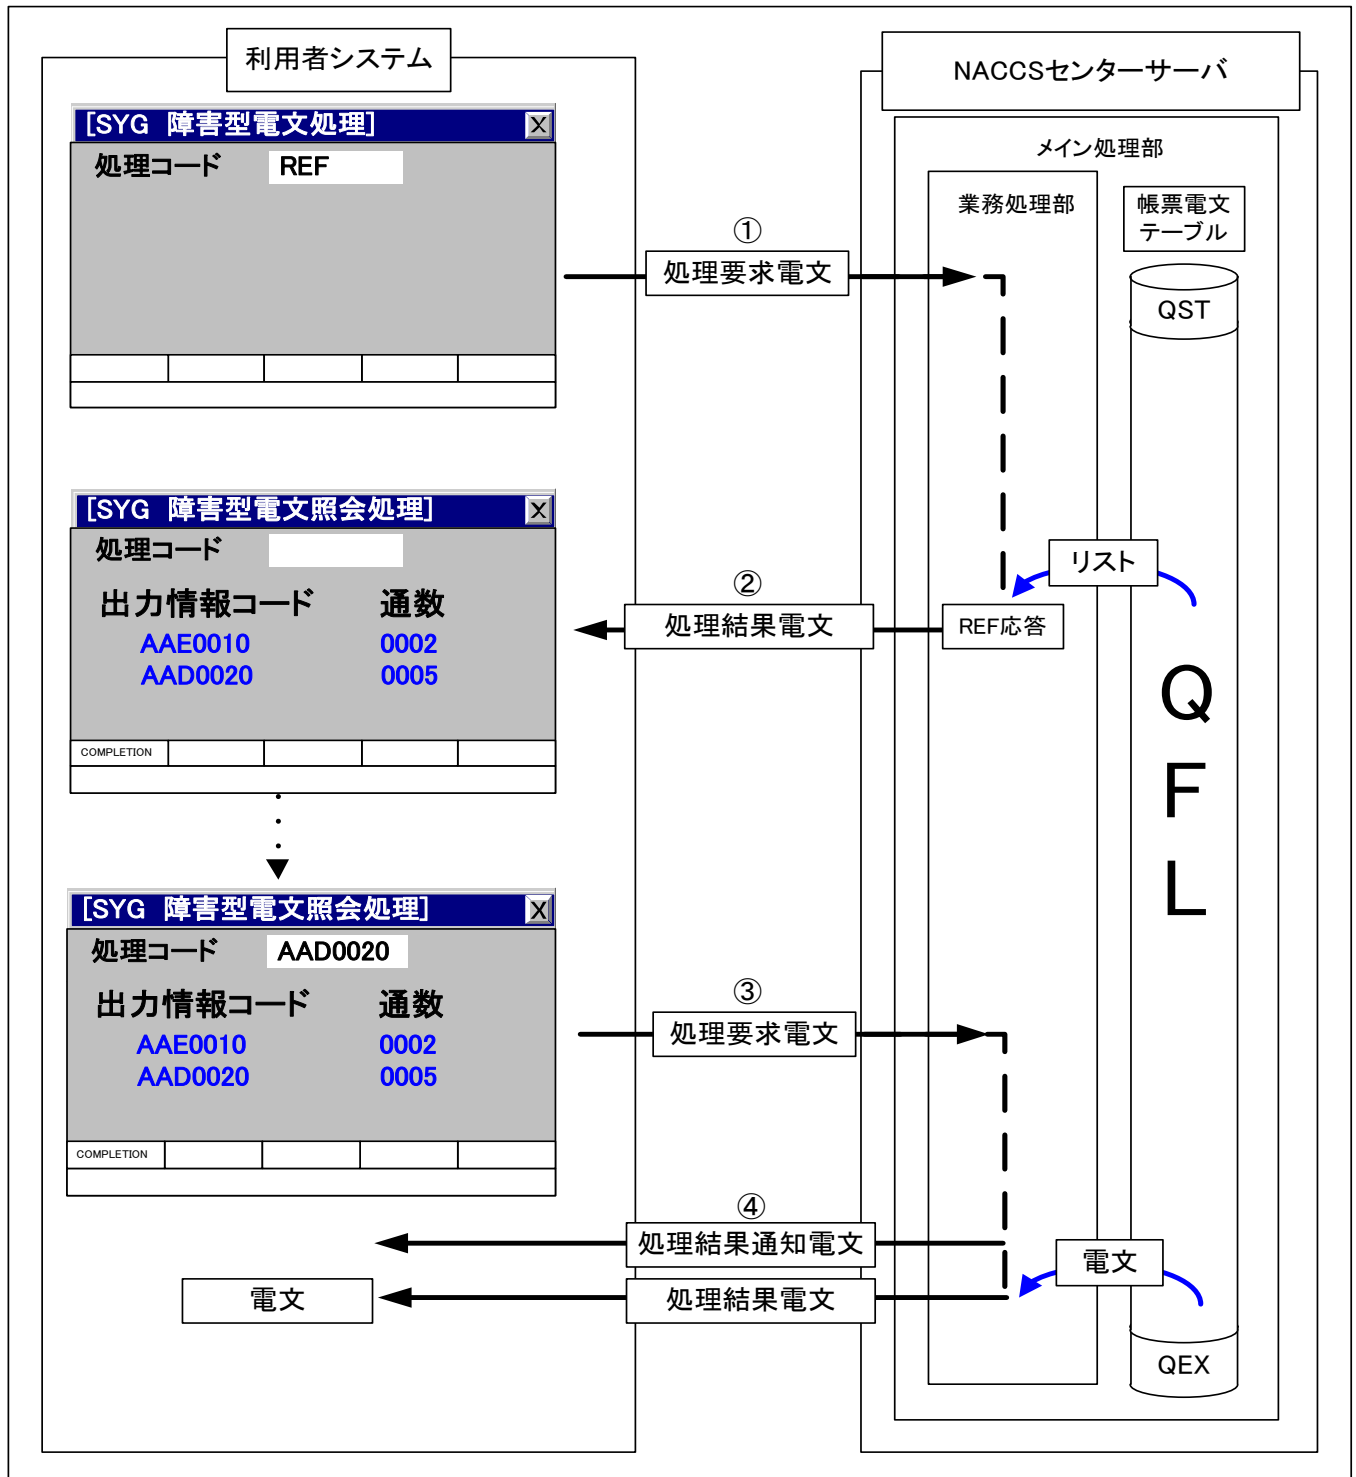 利用者システム
NACCSセンターサーバ
メイン処理部
業務処理部
帳票電文
テーブル
QST
[SYG 障害型電文処理]
X
処理コード REF
①
処理要求電文
[SYG 障害型電文照会処理]
X
処理コード
出力情報コード 通数
AAE0010 0002
AAD0020 0005
COMPLETION
②
処理結果電文
REF応答
リスト
Q
F
L
[SYG 障害型電文照会処理]
X
処理コード AAD0020
出力情報コード 通数
AAE0010 0002
AAD0020 0005
COMPLETION
③
処理要求電文
④
処理結果通知電文
電文
処理結果電文
電文
QEX